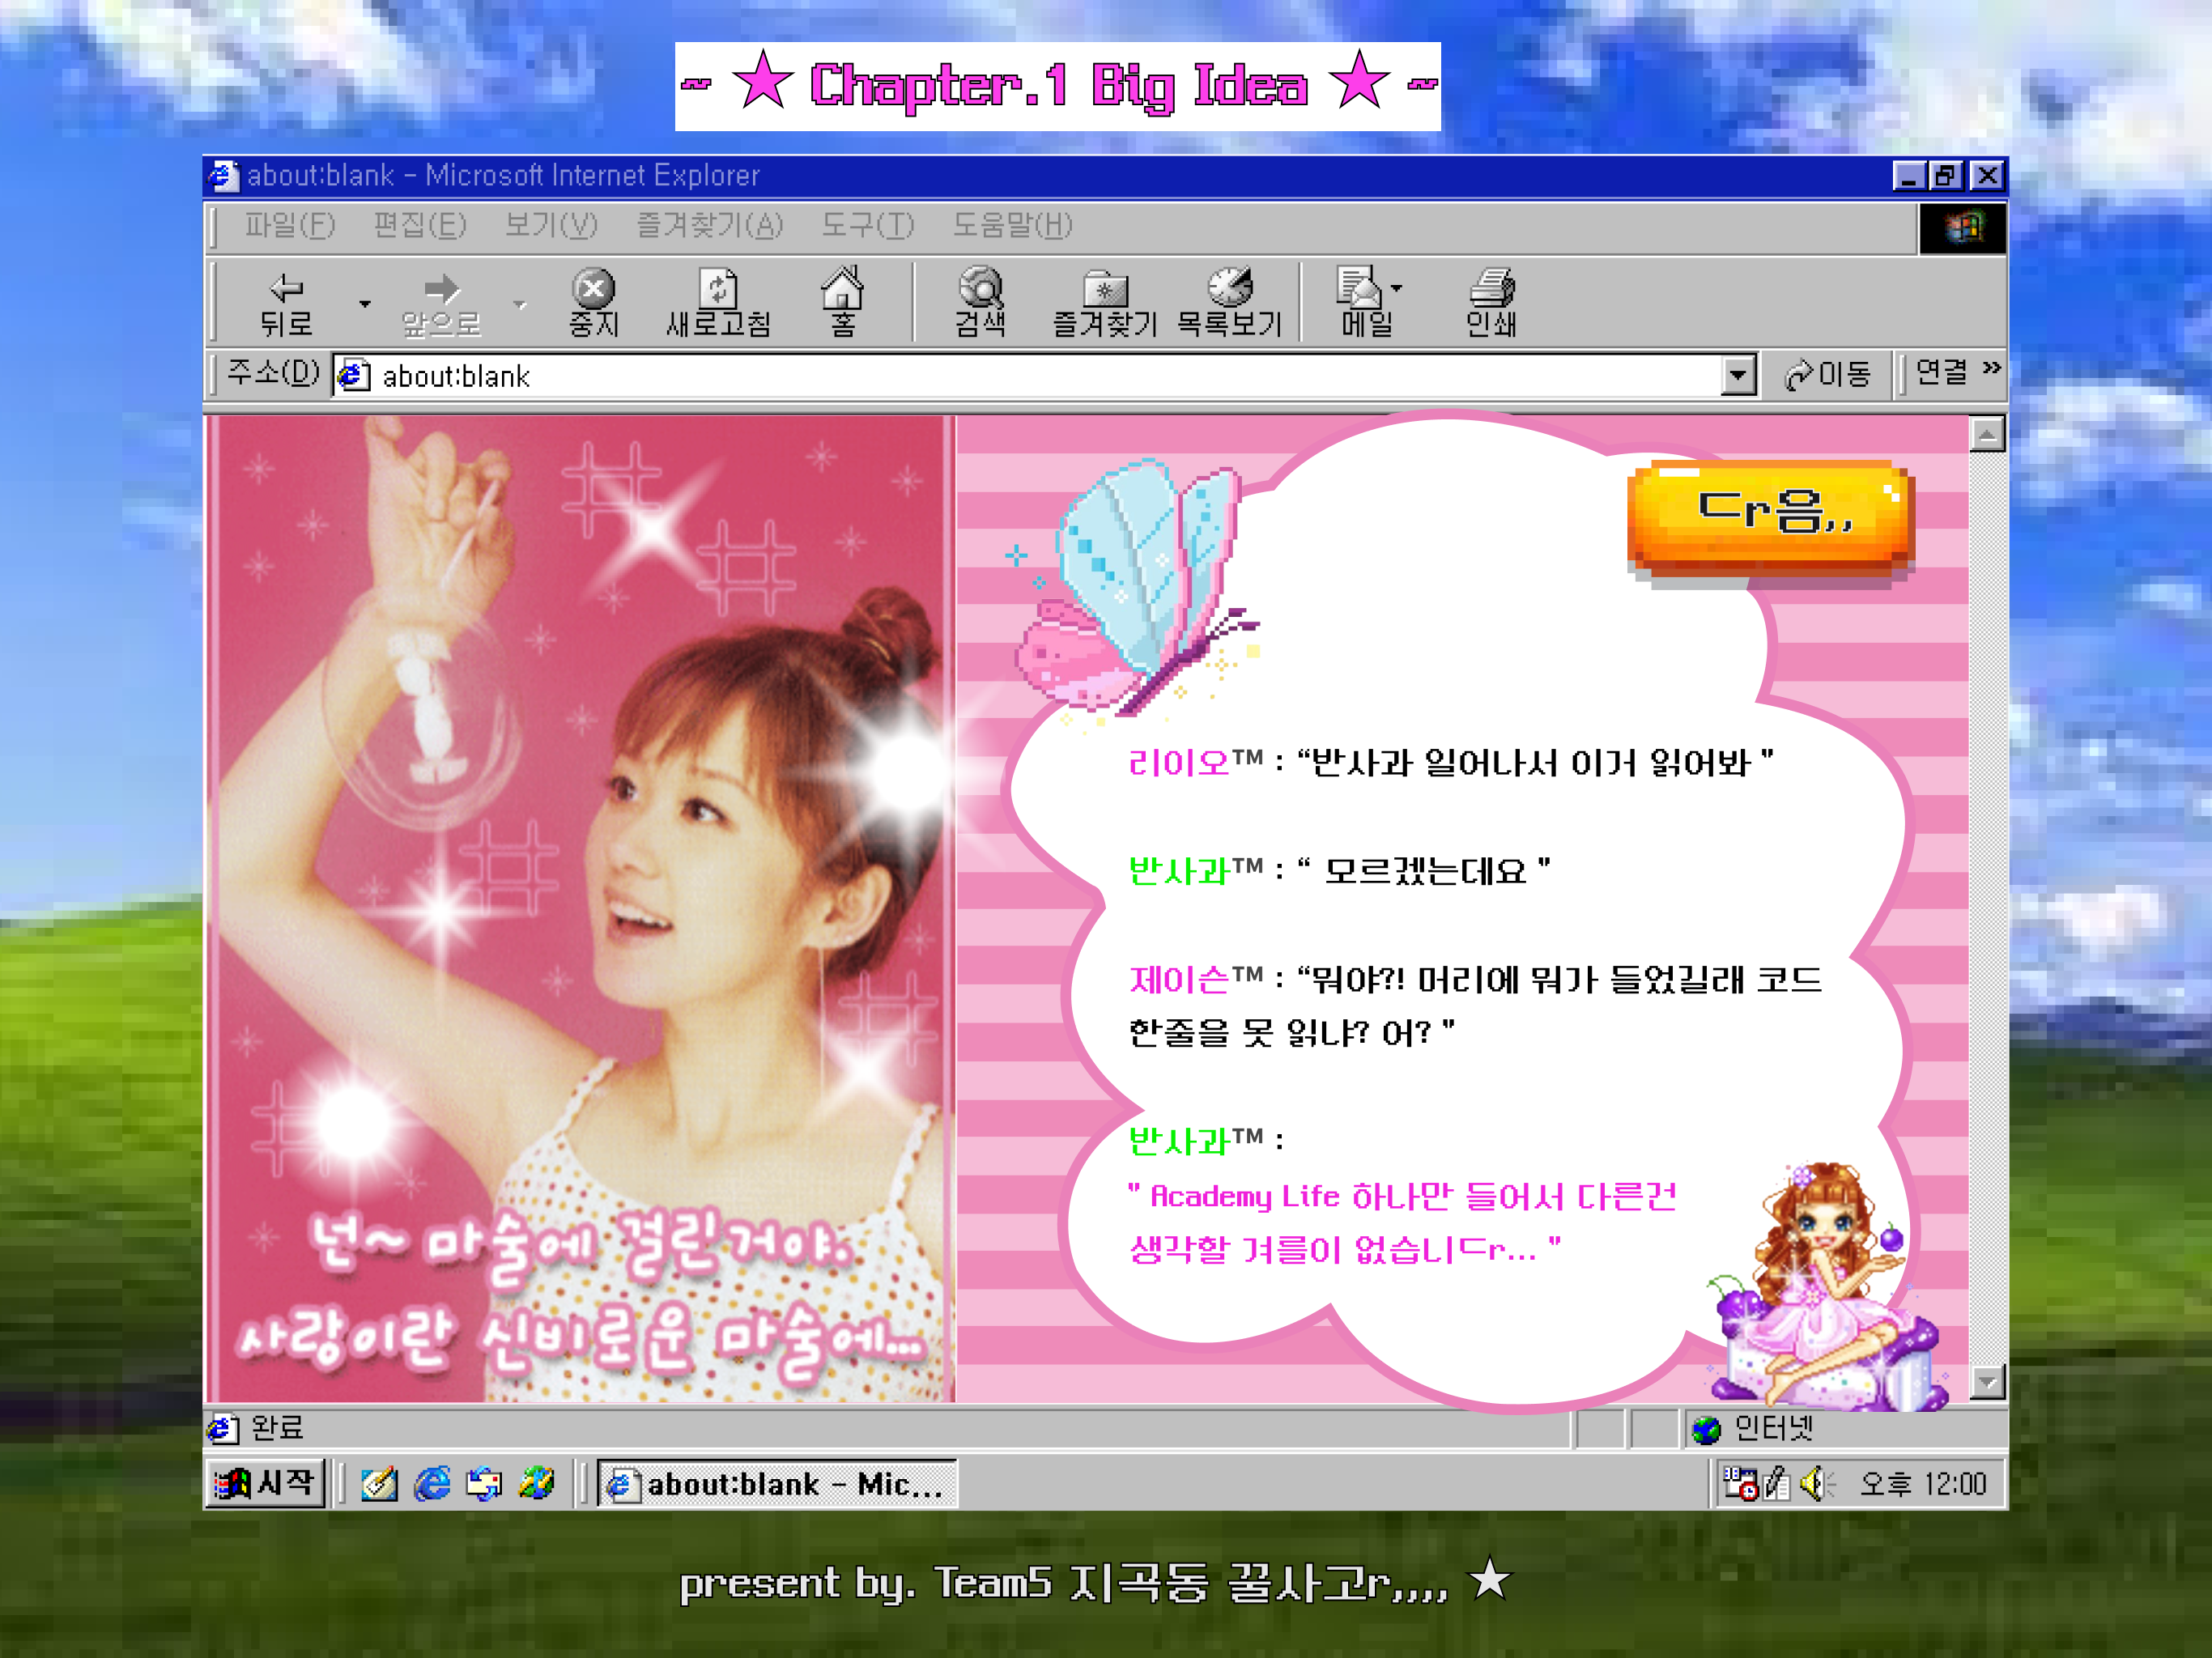 ~ ★ Chapter.1 Big Idea ★ ~
about:blank - Microsoft Internet Explorer
파일(F) 편집(E) 보기(V) 즐겨찾기(A) 도구(T) 도움말(H)
뒤로 앞으로 중지 새로고침 홈 검색 즐겨찾기 목록보기 메일 인쇄
주소(D) about:blank 이동 연결 »
넌~ 마술에 걸린거야.
사랑이란 신비로운 마술에...
ㄷr음,,
리이오™ : “반사과 일어나서 이거 읽어봐 "
반사과™ : “ 모르겠는데요 "
제이슨™ : “뭐야?! 머리에 뭐가 들었길래 코드
한줄을 못 읽냐? 어? "
반사과™ :
" Academy Life 하나만 들어서 다른건
생각할 겨를이 없습니ㄷr... "
완료 인터넷
시작 about:blank - Mic... 오후 12:00
present by. Team5 지곡동 꿀사고r,,,, ★